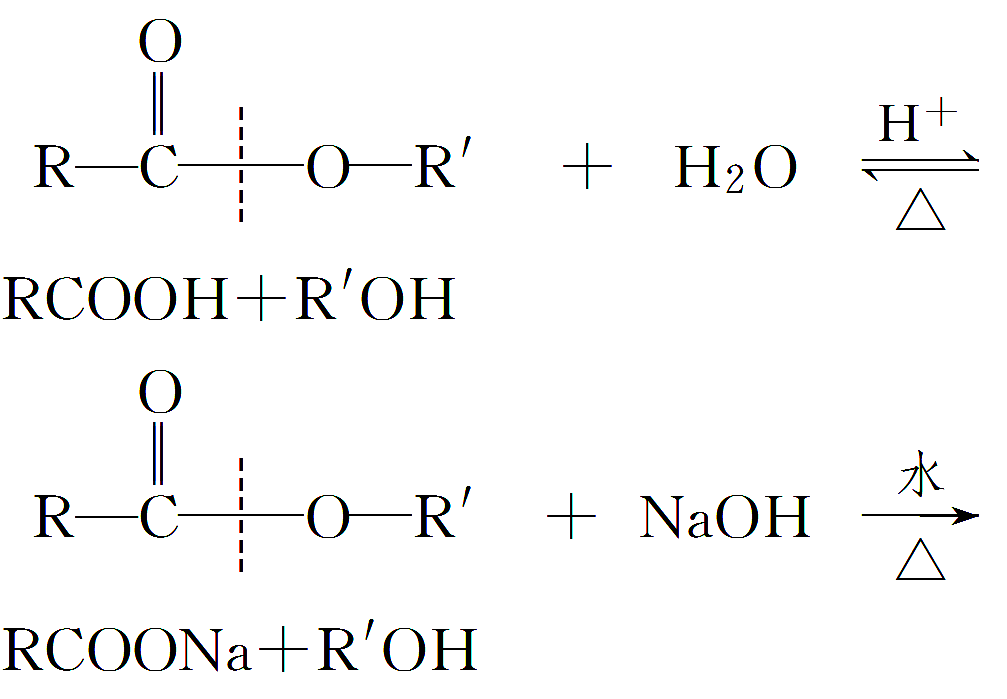 O
R—C—O—R′ + H₂O H⁺ ⇌ △
RCOOH+R′OH
O
R—C—O—R′ + NaOH 水 → △
RCOONa+R′OH